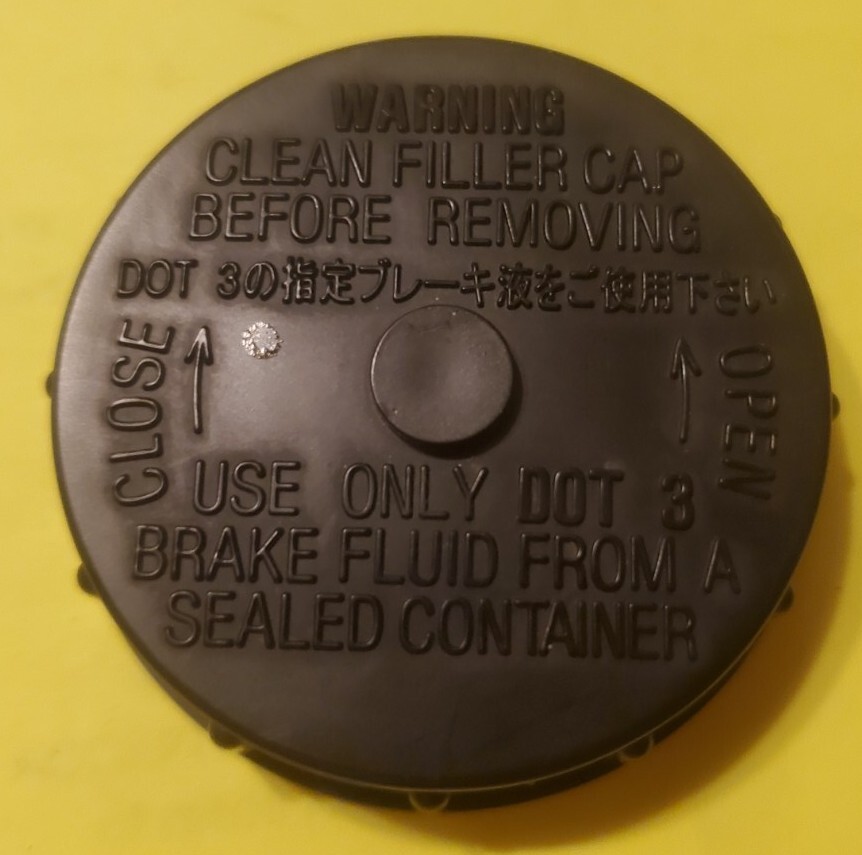 WARNING
CLEAN FILLER CAP
BEFORE REMOVING
DOT 3の指定ブレーキ液をご使用下さい
CLOSE
OPEN
USE ONLY DOT 3
BRAKE FLUID FROM A
SEALED CONTAINER